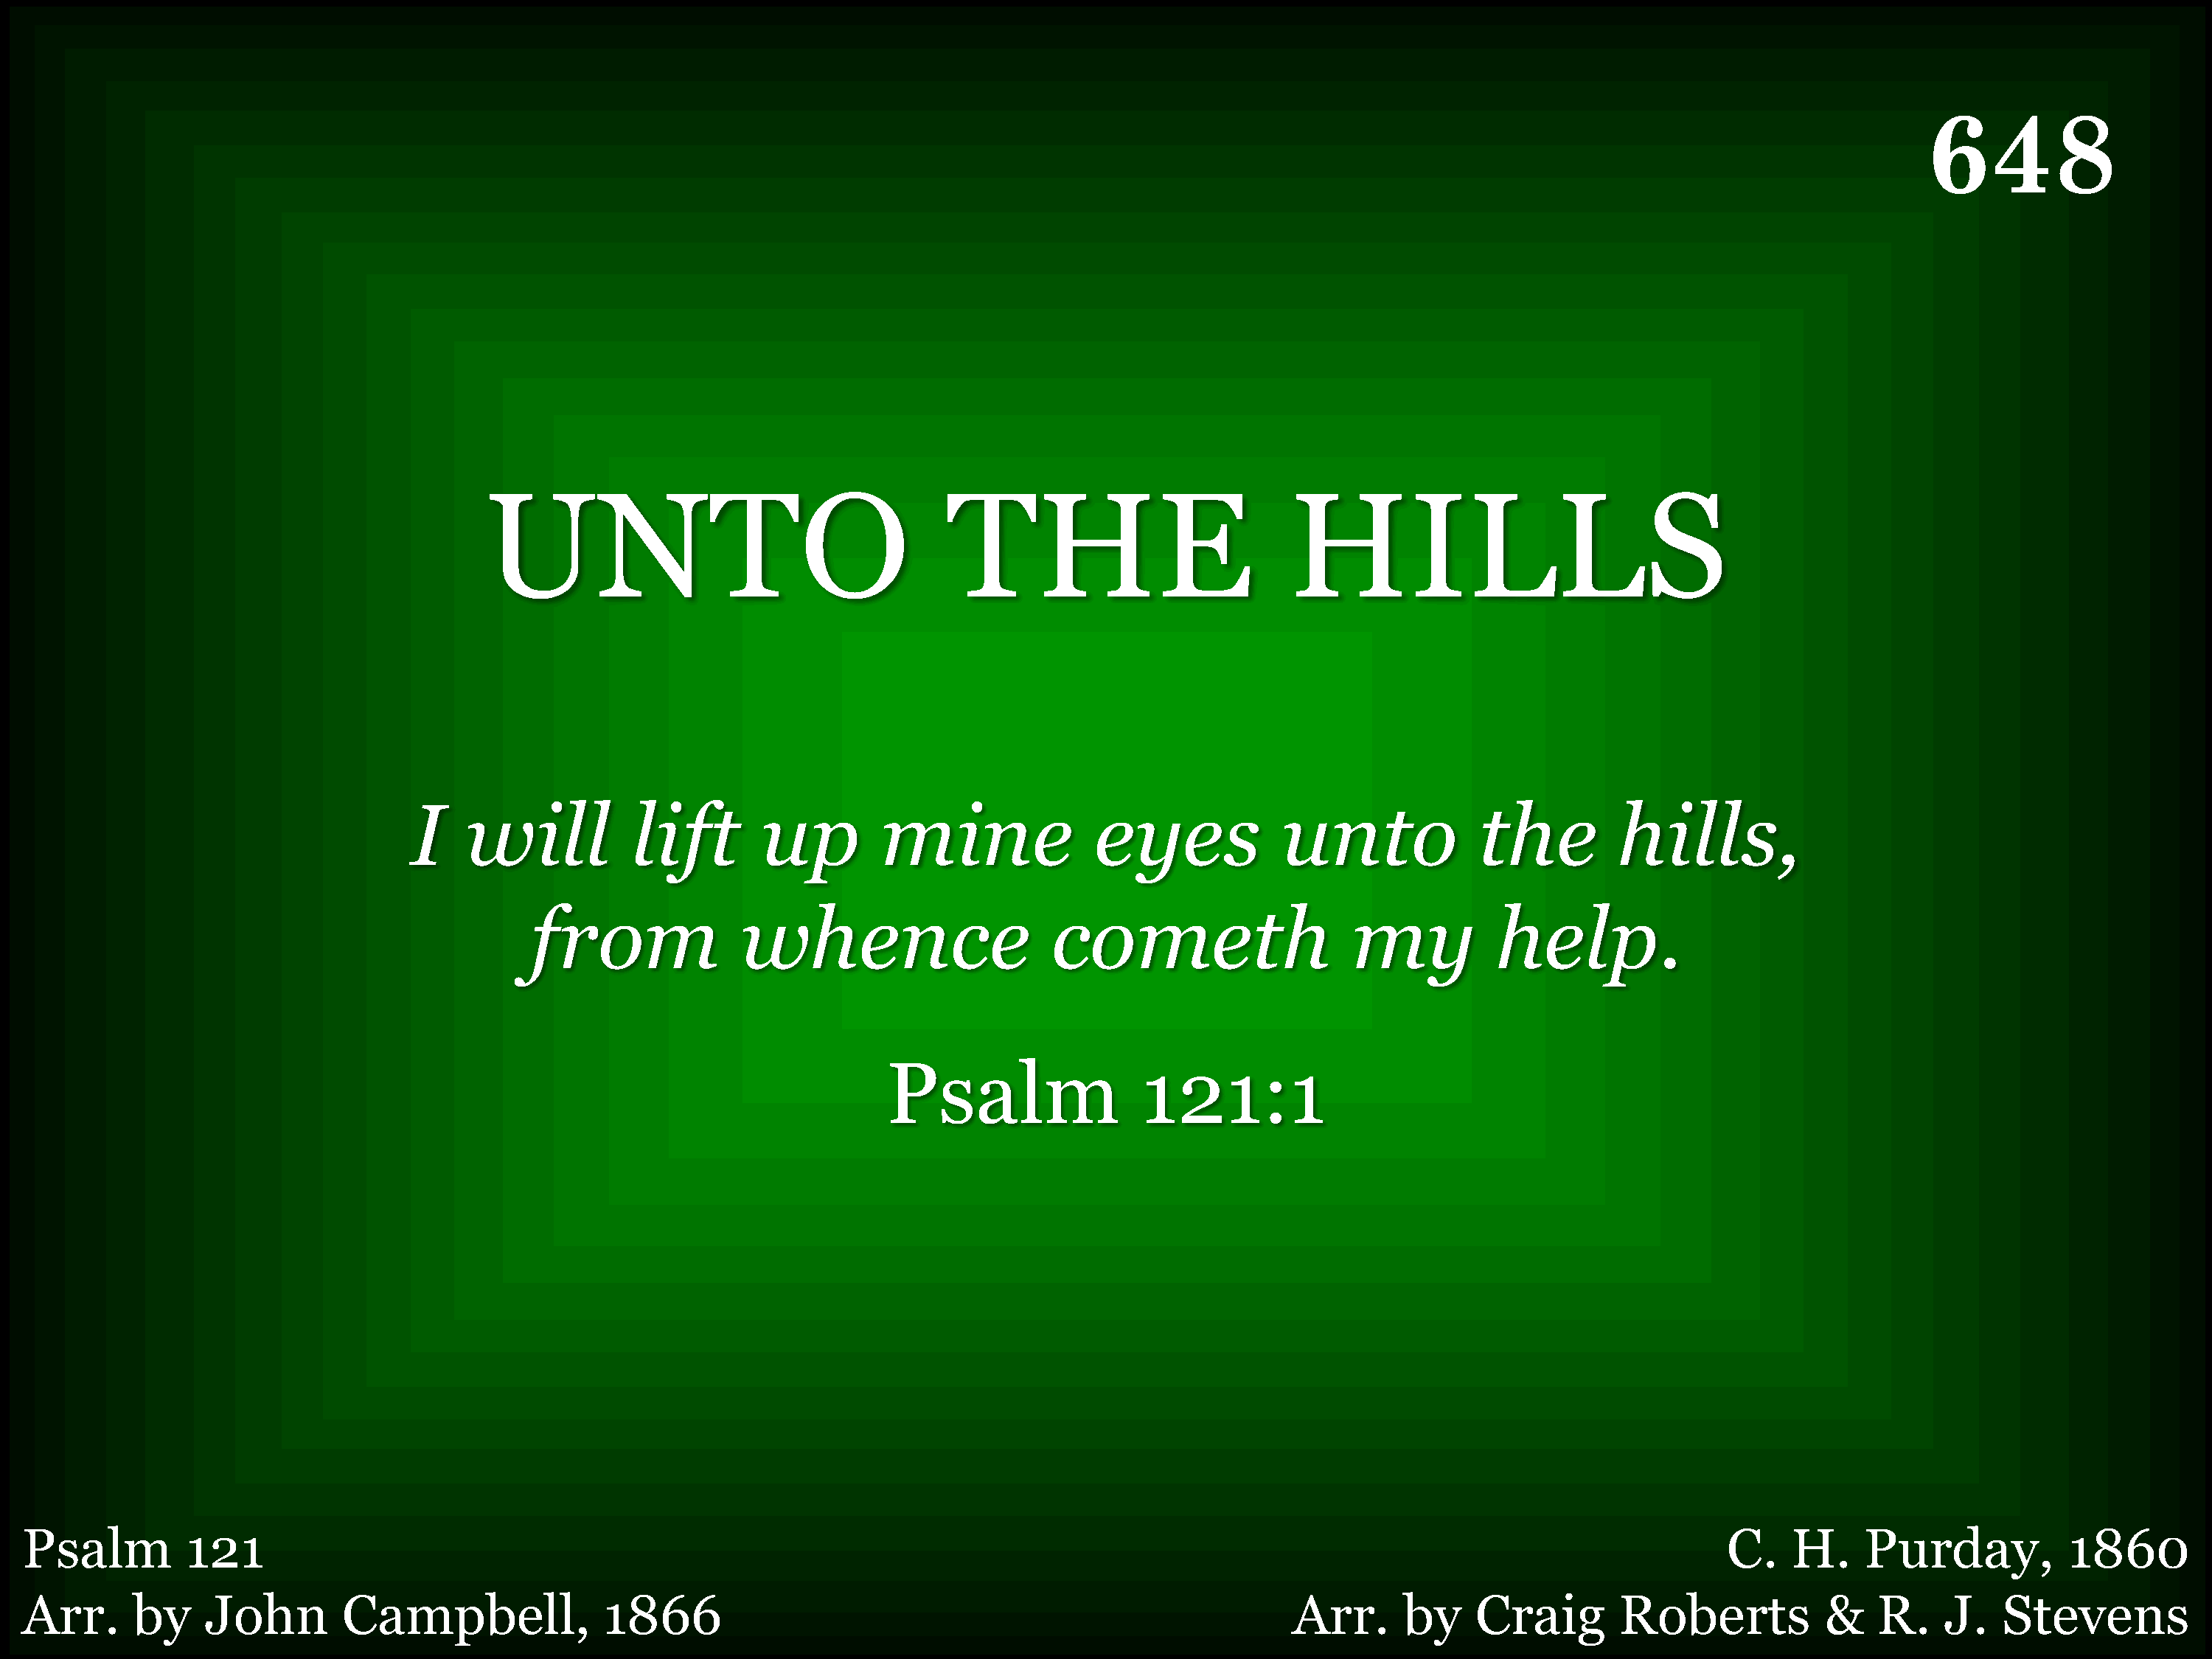 648
UNTO THE HILLS
I will lift up mine eyes unto the hills,
from whence cometh my help.
Psalm 121:1
Psalm 121
Arr. by John Campbell, 1866
C. H. Purday, 1860
Arr. by Craig Roberts & R. J. Stevens